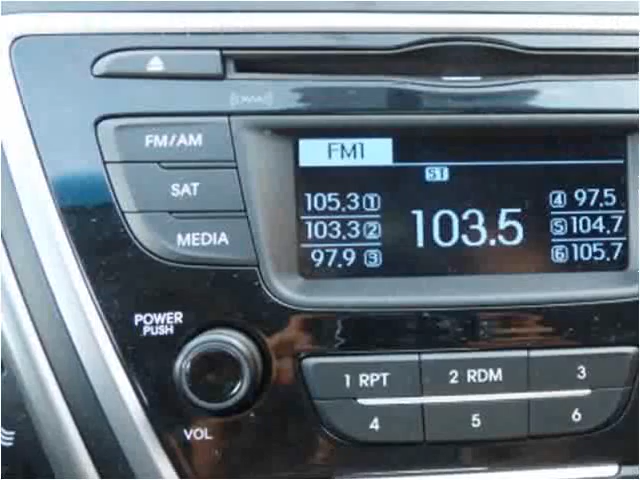 FM/AM
SAT
MEDIA
FM1
ST
105.3 1
103.3 2
97.9 3
103.5
4 97.5
5 104.7
6 105.7
POWER
PUSH
VOL
1 RPT
2 RDM
3
4
5
6